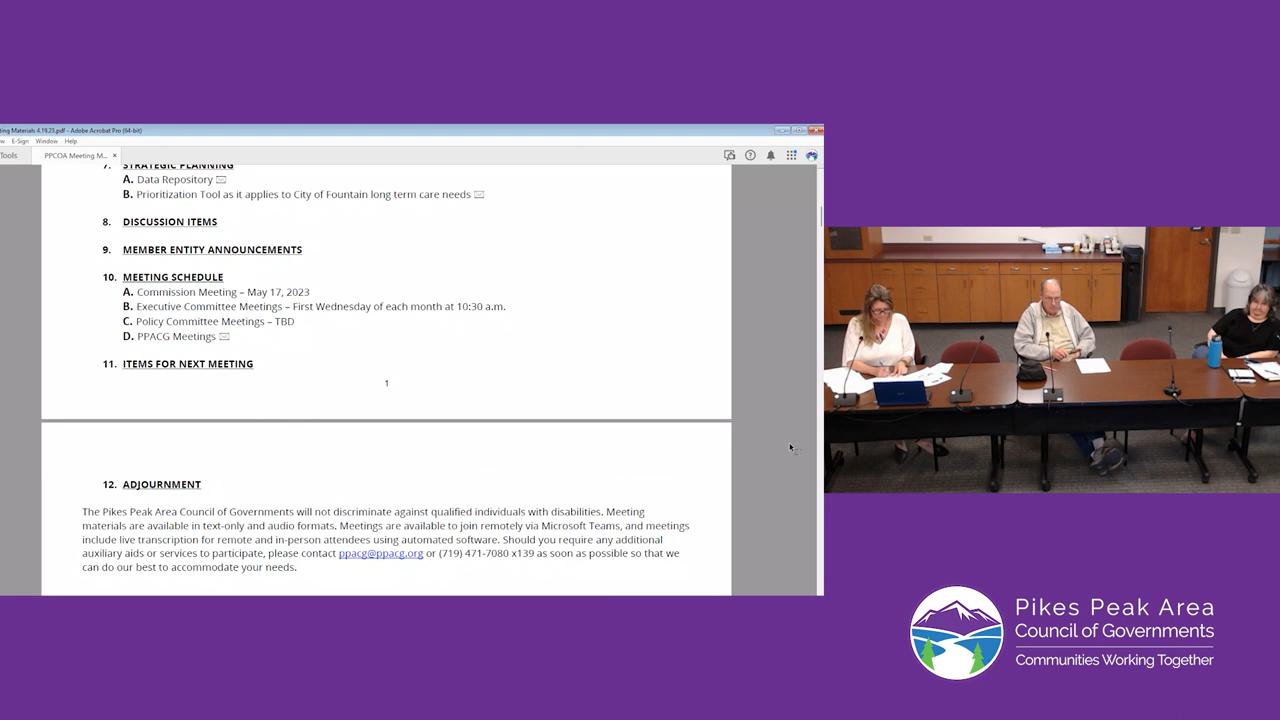 ting Materials 4.19.23.pdf - Adobe Acrobat Pro (64-bit)
w E-Sign Window Help
Tools PPCOA Meeting M... ×
7. STRATEGIC PLANNING
A. Data Repository
B. Prioritization Tool as it applies to City of Fountain long term care needs
8. DISCUSSION ITEMS
9. MEMBER ENTITY ANNOUNCEMENTS
10. MEETING SCHEDULE
A. Commission Meeting – May 17, 2023
B. Executive Committee Meetings – First Wednesday of each month at 10:30 a.m.
C. Policy Committee Meetings – TBD
D. PPACG Meetings
11. ITEMS FOR NEXT MEETING
1
12. ADJOURNMENT
The Pikes Peak Area Council of Governments will not discriminate against qualified individuals with disabilities. Meeting
materials are available in text-only and audio formats. Meetings are available to join remotely via Microsoft Teams, and meetings
include live transcription for remote and in-person attendees using automated software. Should you require any additional
auxiliary aids or services to participate, please contact ppacg@ppacg.org or (719) 471-7080 x139 as soon as possible so that we
can do our best to accommodate your needs.
Pikes Peak Area
Council of Governments
Communities Working Together